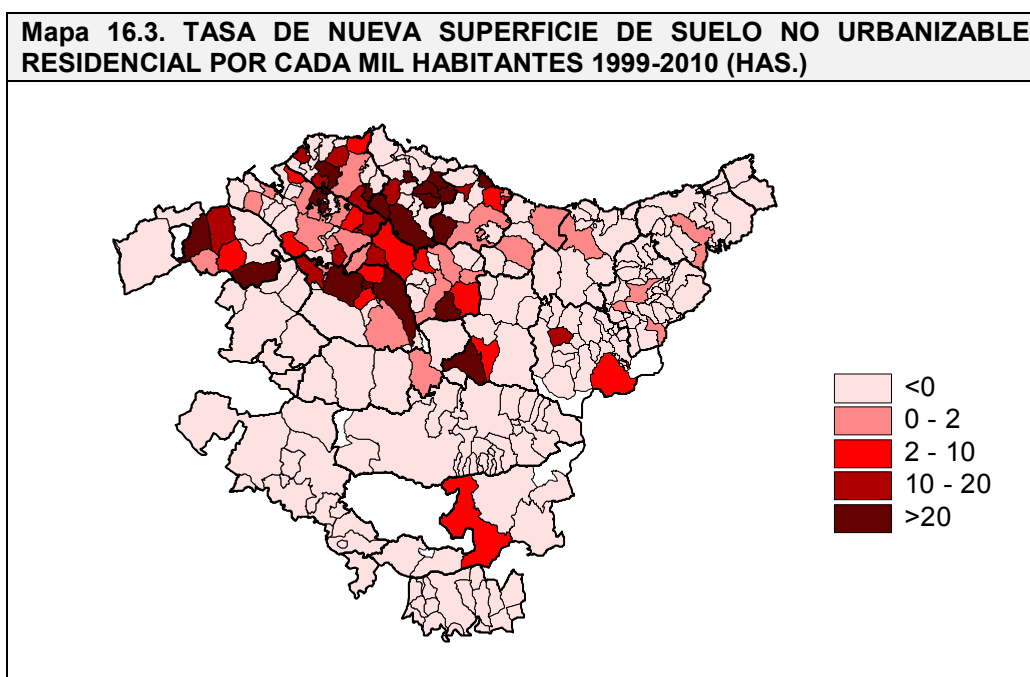 Mapa 16.3. TASA DE NUEVA SUPERFICIE DE SUELO NO URBANIZABLE
RESIDENCIAL POR CADA MIL HABITANTES 1999-2010 (HAS.)
<0
0 - 2
2 - 10
10 - 20
>20